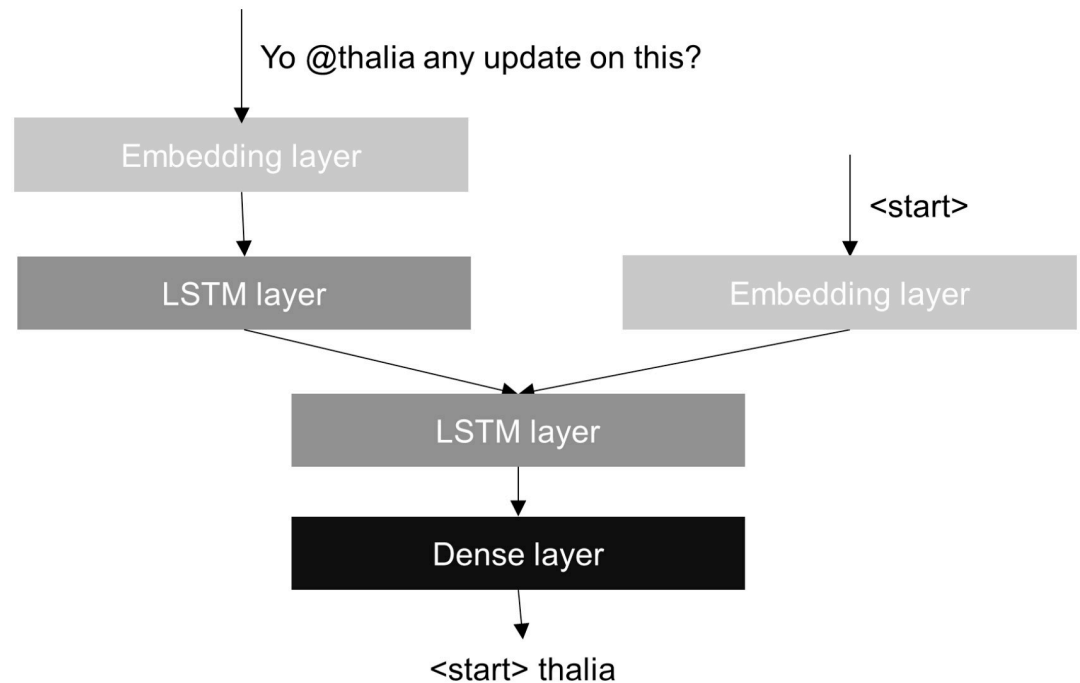 Yo @thalia any update on this?
Embedding layer
<start>
LSTM layer
Embedding layer
LSTM layer
Dense layer
<start> thalia